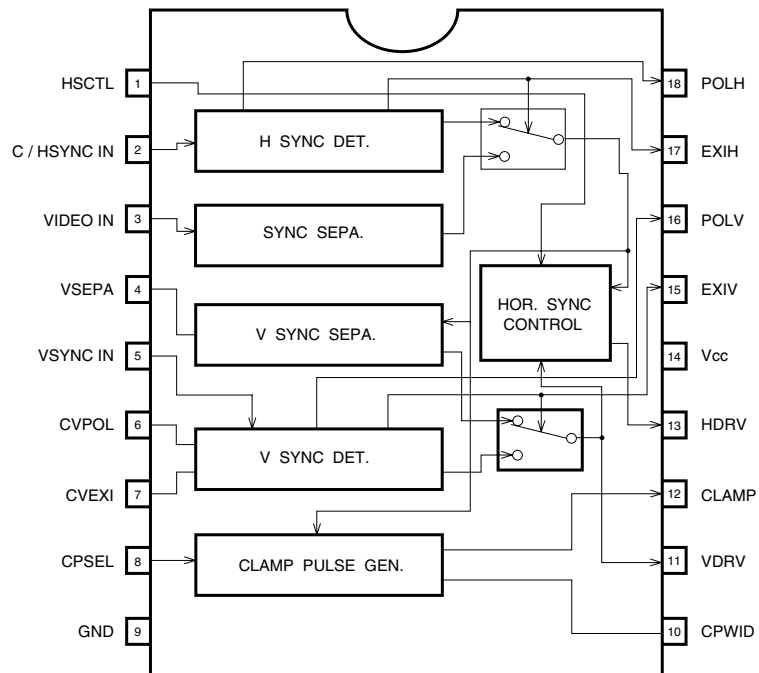 HSCTL 1
18 POLH
C / HSYNC IN 2
H SYNC DET.
17 EXIH
VIDEO IN 3
SYNC SEPA.
16 POLV
VSEPA 4
V SYNC SEPA.
HOR. SYNC
CONTROL
15 EXIV
VSYNC IN 5
14 Vcc
CVPOL 6
V SYNC DET.
13 HDRV
CVEXI 7
12 CLAMP
CPSEL 8
CLAMP PULSE GEN.
11 VDRV
GND 9
10 CPWID